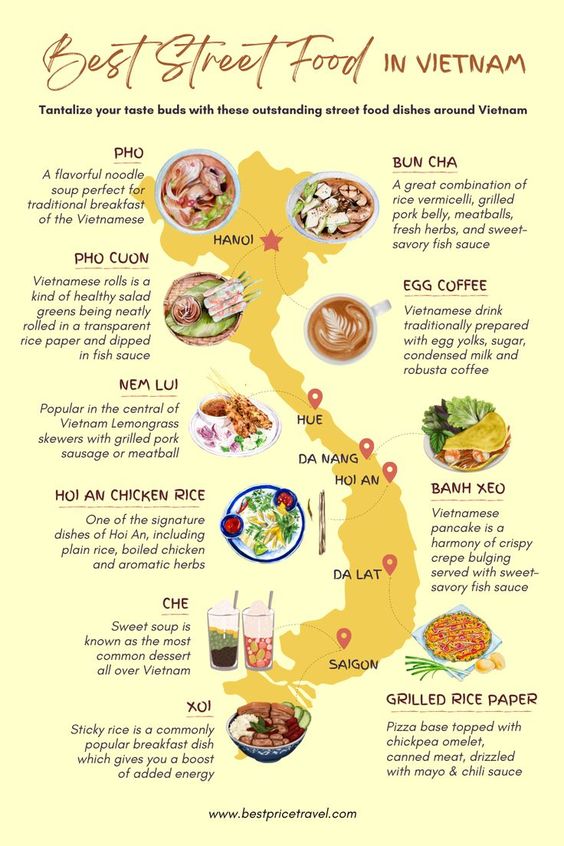 Best Street Food IN VIETNAM
Tantalize your taste buds with these outstanding street food dishes around Vietnam
PHO
A flavorful noodle
soup perfect for
traditional breakfast
of the Vietnamese
BUN CHA
A great combination of
rice vermicelli, grilled
pork belly, meatballs,
fresh herbs, and sweet-
savory fish sauce
HANOI
PHO CUON
Vietnamese rolls is a
kind of healthy salad
greens being neatly
rolled in a transparent
rice paper and dipped
in fish sauce
EGG COFFEE
Vietnamese drink
traditionally prepared
with egg yolks, sugar,
condensed milk and
robusta coffee
NEM LUI
Popular in the central of
Vietnam Lemongrass
skewers with grilled pork
sausage or meatball
HUE
DA NANG
HOI AN
HOI AN CHICKEN RICE
One of the signature
dishes of Hoi An, including
plain rice, boiled chicken
and aromatic herbs
BANH XEO
Vietnamese
pancake is a
harmony of crispy
crepe bulging
served with sweet-
savory fish sauce
DA LAT
CHE
Sweet soup is
known as the most
common dessert
all over Vietnam
SAIGON
XOI
Sticky rice is a commonly
popular breakfast dish
which gives you a boost
of added energy
GRILLED RICE PAPER
Pizza base topped with
chickpea omelet,
canned meat, drizzled
with mayo & chili sauce
www.bestpricetravel.com